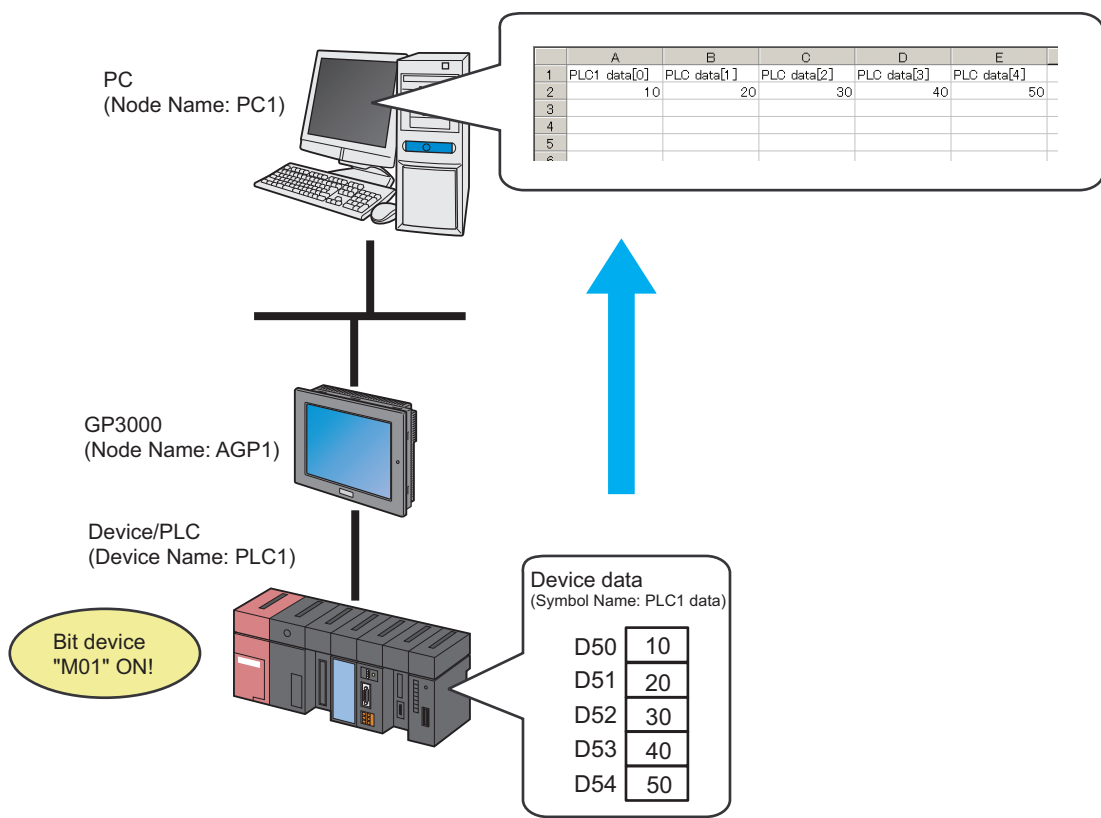 PC
(Node Name: PC1)
A B C D E
1 PLC1 data[0] PLC data[1] PLC data[2] PLC data[3] PLC data[4]
2 10 20 30 40 50
3
4
5
6
GP3000
(Node Name: AGP1)
Device/PLC
(Device Name: PLC1)
Bit device
"M01" ON!
Device data
(Symbol Name: PLC1 data)
D50 10
D51 20
D52 30
D53 40
D54 50